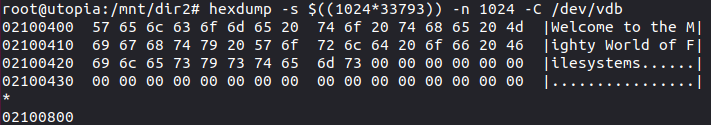 root@utopia:/mnt/dir2# hexdump -s $((1024*33793)) -n 1024 -C /dev/vdb
02100400  57 65 6c 63 6f 6d 65 20  74 6f 20 74 68 65 20 4d  |Welcome to the M|
02100410  69 67 68 74 79 20 57 6f  72 6c 64 20 6f 66 20 46  |ighty World of F|
02100420  69 6c 65 73 79 73 74 65  6d 73 00 00 00 00 00 00  |ilesystems......|
02100430  00 00 00 00 00 00 00 00  00 00 00 00 00 00 00 00  |................|
*
02100800